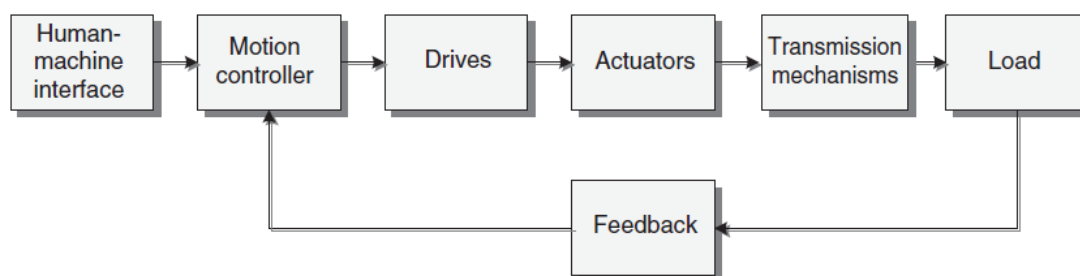 Human-
machine
interface
Motion
controller
Drives
Actuators
Transmission
mechanisms
Load
Feedback